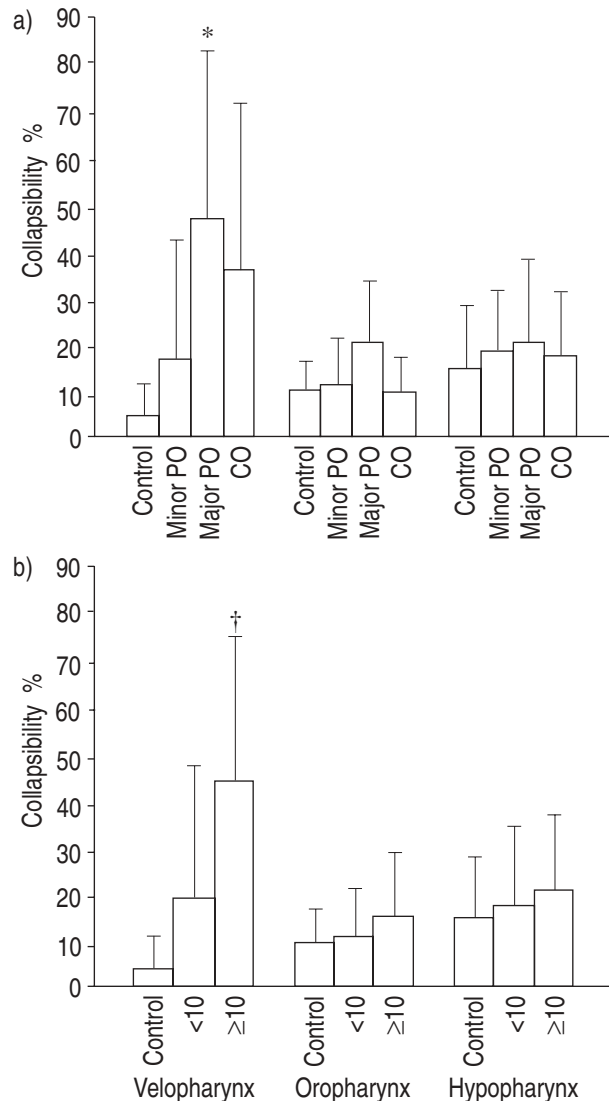 a)
90
80
70
60
50
40
30
20
10
0
Collapsibility %
*
Control
Minor PO
Major PO
CO
Control
Minor PO
Major PO
CO
Control
Minor PO
Major PO
CO
b)
90
80
70
60
50
40
30
20
10
0
Collapsibility %
†
Control
<10
≥10
Control
<10
≥10
Control
<10
≥10
Velopharynx Oropharynx Hypopharynx